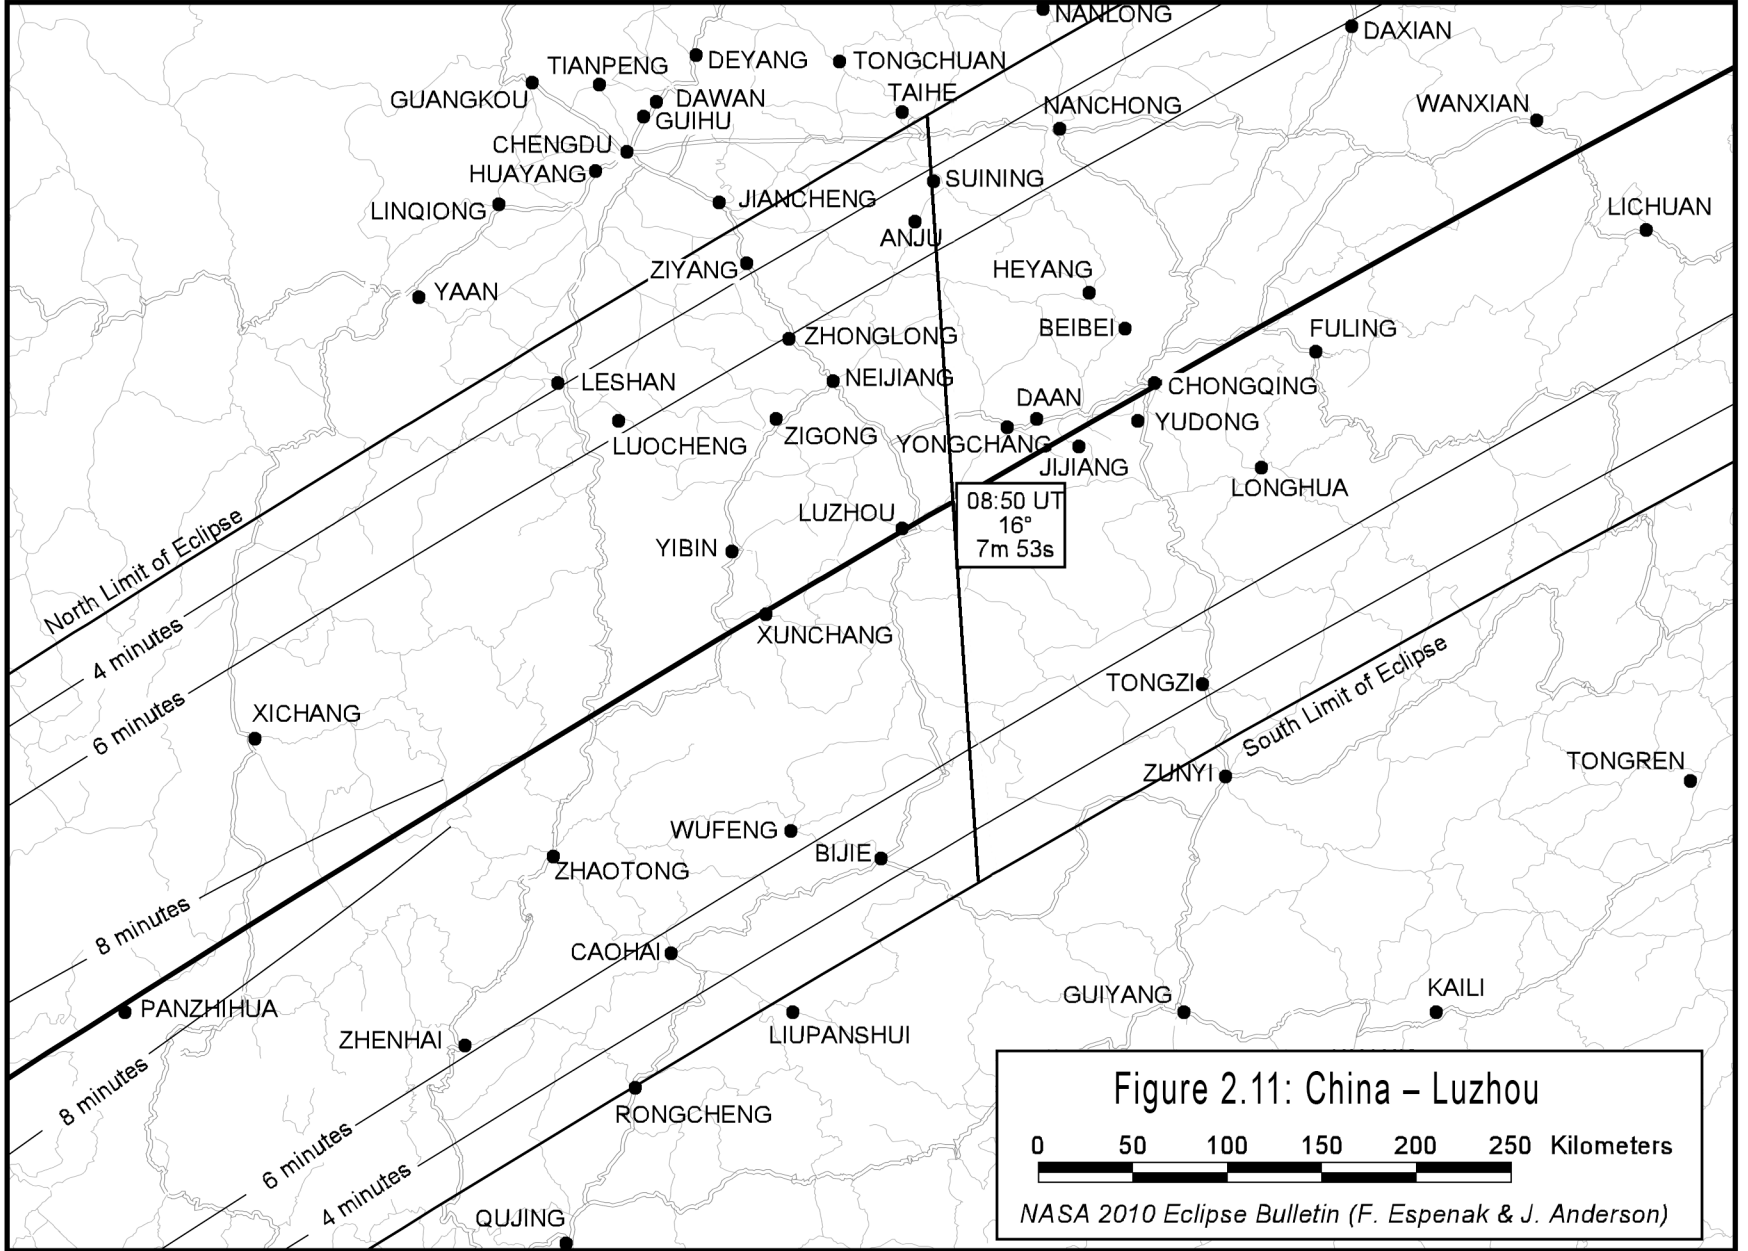 NANLONG
DAXIAN
DEYANG
TONGCHUAN
TIANPENG
GUANGKOU
DAWAN
TAIHE
NANCHONG
WANXIAN
GUIHU
CHENGDU
HUAYANG
SUINING
JIANCHENG
LINQIONG
LICHUAN
ANJU
ZIYANG
HEYANG
YAAN
BEIBEI
FULING
ZHONGLONG
LESHAN
NEIJIANG
CHONGQING
DAAN
YUDONG
ZIGONG
LUOCHENG
YONGCHANG
JIJIANG
LONGHUA
08:50 UT
16°
7m 53s
LUZHOU
YIBIN
North Limit of Eclipse
XUNCHANG
4 minutes
TONGZI
South Limit of Eclipse
6 minutes
XICHANG
ZUNYI
TONGREN
WUFENG
BIJIE
ZHAOTONG
8 minutes
CAOHAI
KAILI
GUIYANG
PANZHIHUA
LIUPANSHUI
ZHENHAI
8 minutes
RONGCHENG
6 minutes
4 minutes
QUJING
Figure 2.11: China – Luzhou
0 50 100 150 200 250 Kilometers
NASA 2010 Eclipse Bulletin (F. Espenak & J. Anderson)